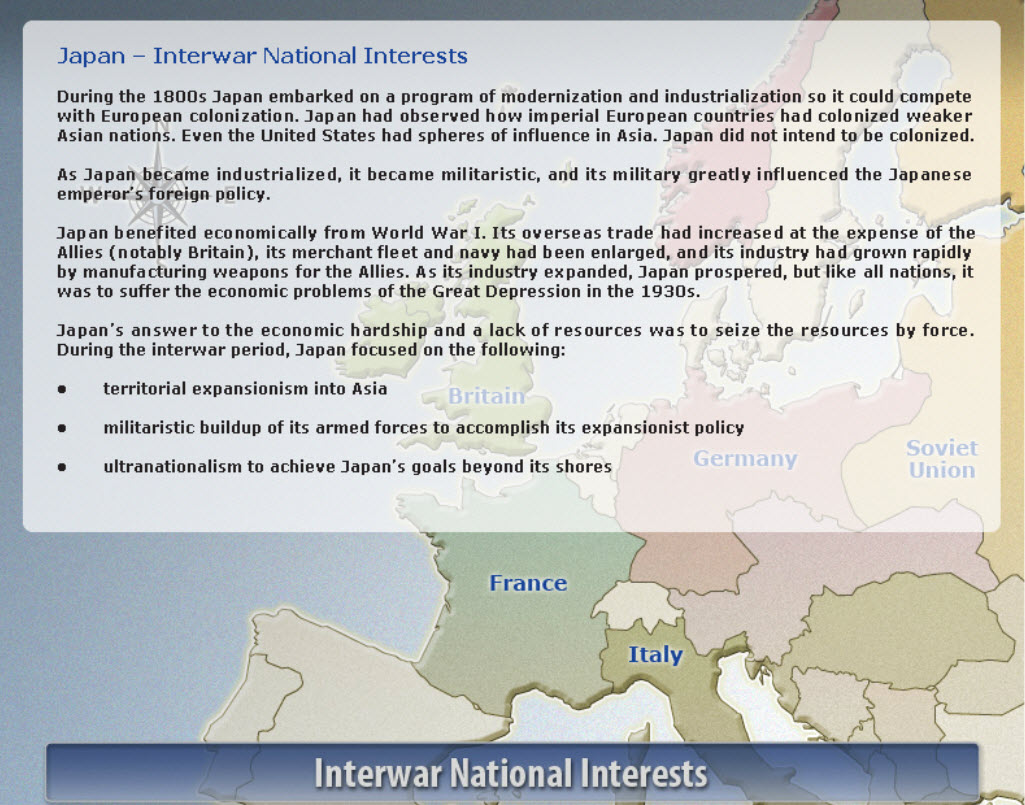 Japan – Interwar National Interests
During the 1800s Japan embarked on a program of modernization and industrialization so it could compete
with European colonization. Japan had observed how imperial European countries had colonized weaker
Asian nations. Even the United States had spheres of influence in Asia. Japan did not intend to be colonized.
As Japan became industrialized, it became militaristic, and its military greatly influenced the Japanese
emperor's foreign policy.
Japan benefited economically from World War I. Its overseas trade had increased at the expense of the
Allies (notably Britain), its merchant fleet and navy had been enlarged, and its industry had grown rapidly
by manufacturing weapons for the Allies. As its industry expanded, Japan prospered, but like all nations, it
was to suffer the economic problems of the Great Depression in the 1930s.
Japan's answer to the economic hardship and a lack of resources was to seize the resources by force.
During the interwar period, Japan focused on the following:
• territorial expansionism into Asia
• militaristic buildup of its armed forces to accomplish its expansionist policy
• ultranationalism to achieve Japan's goals beyond its shores
N
W
E
Britain
Germany
Soviet
Union
France
Italy
Interwar National Interests